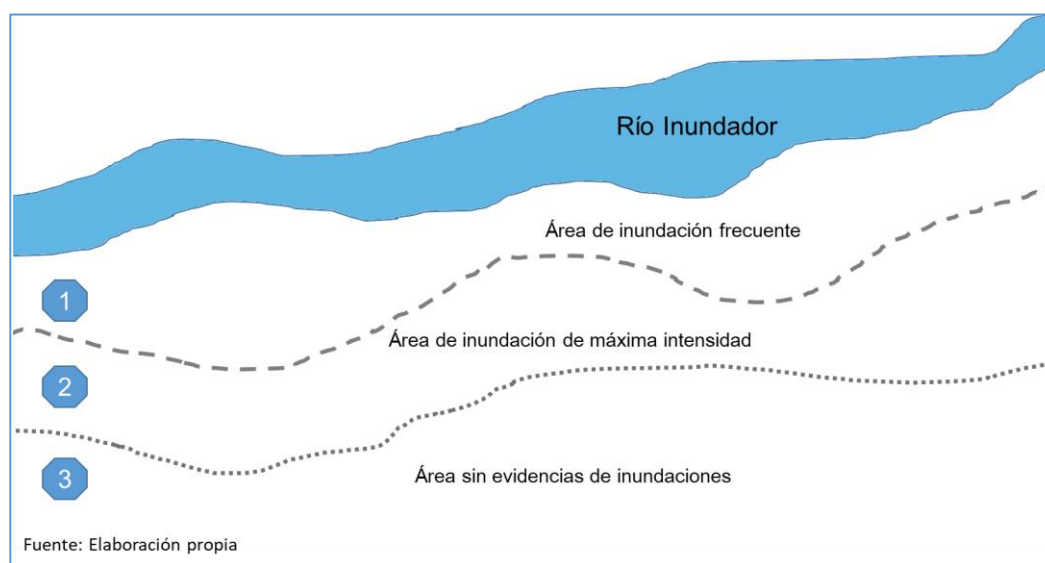 Río Inundador
Área de inundación frecuente
1
Área de inundación de máxima intensidad
2
3
Área sin evidencias de inundaciones
Fuente: Elaboración propia